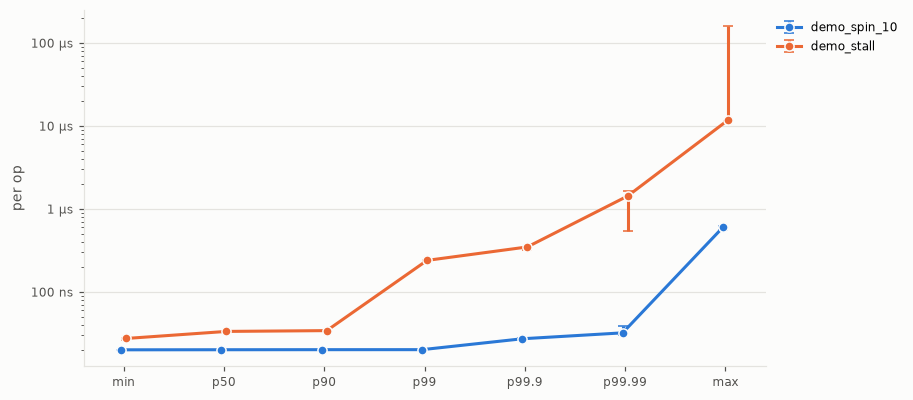 100 µs
10 µs
1 µs
100 ns
per op
min p50 p90 p99 p99.9 p99.99 max
demo_spin_10
demo_stall